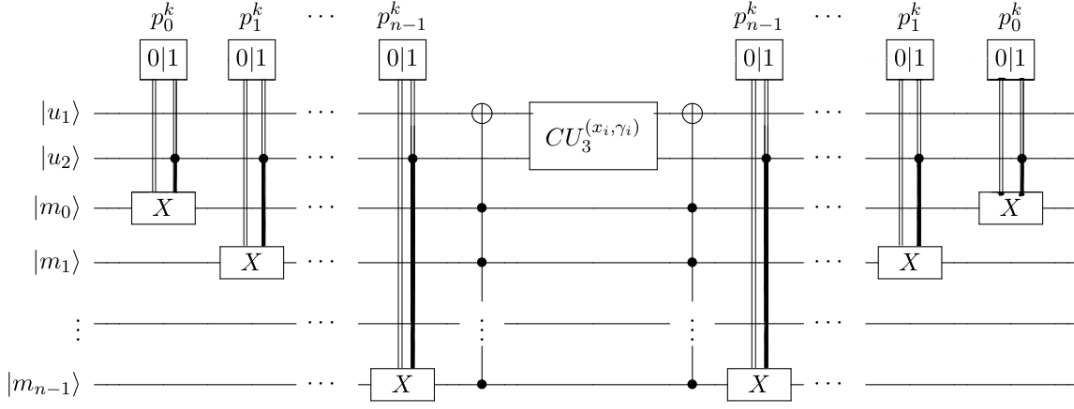 p_0^k p_1^k ⋯ p_{n-1}^k p_{n-1}^k ⋯ p_1^k p_0^k
0|1 0|1 0|1 0|1 0|1 0|1
|u_1⟩ ⋯ ⋯
CU_3^{(x_i,γ_i)}
|u_2⟩ ⋯ ⋯
|m_0⟩ X ⋯ ⋯ X
|m_1⟩ X ⋯ ⋯ X
⋮ ⋯ ⋮ ⋮ ⋯
|m_{n-1}⟩ ⋯ X X ⋯